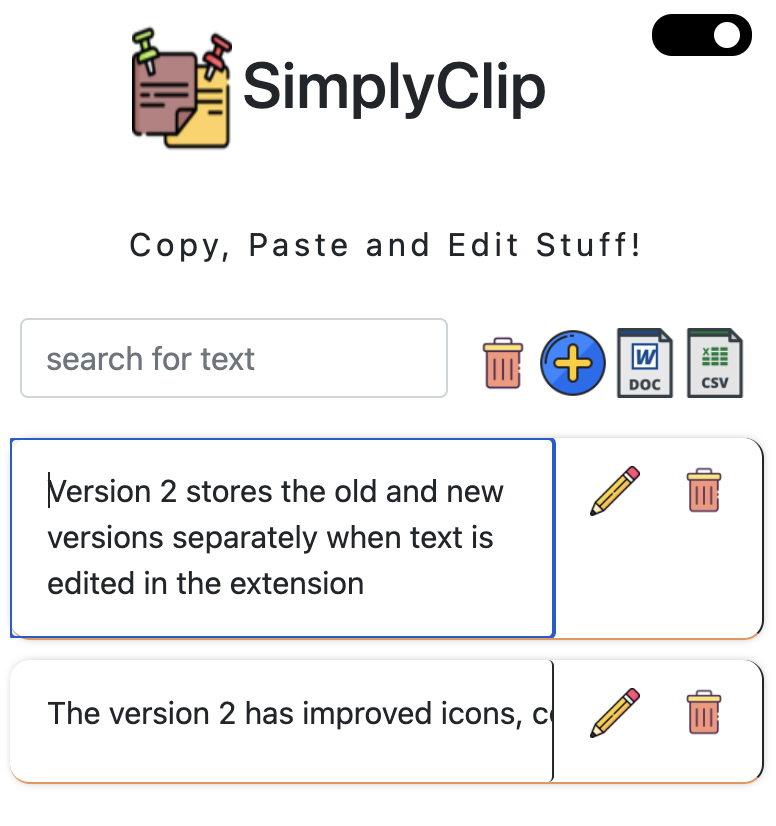 SimplyClip
Copy, Paste and Edit Stuff!
search for text
W
DOC
X
CSV
Version 2 stores the old and new
versions separately when text is
edited in the extension
The version 2 has improved icons,